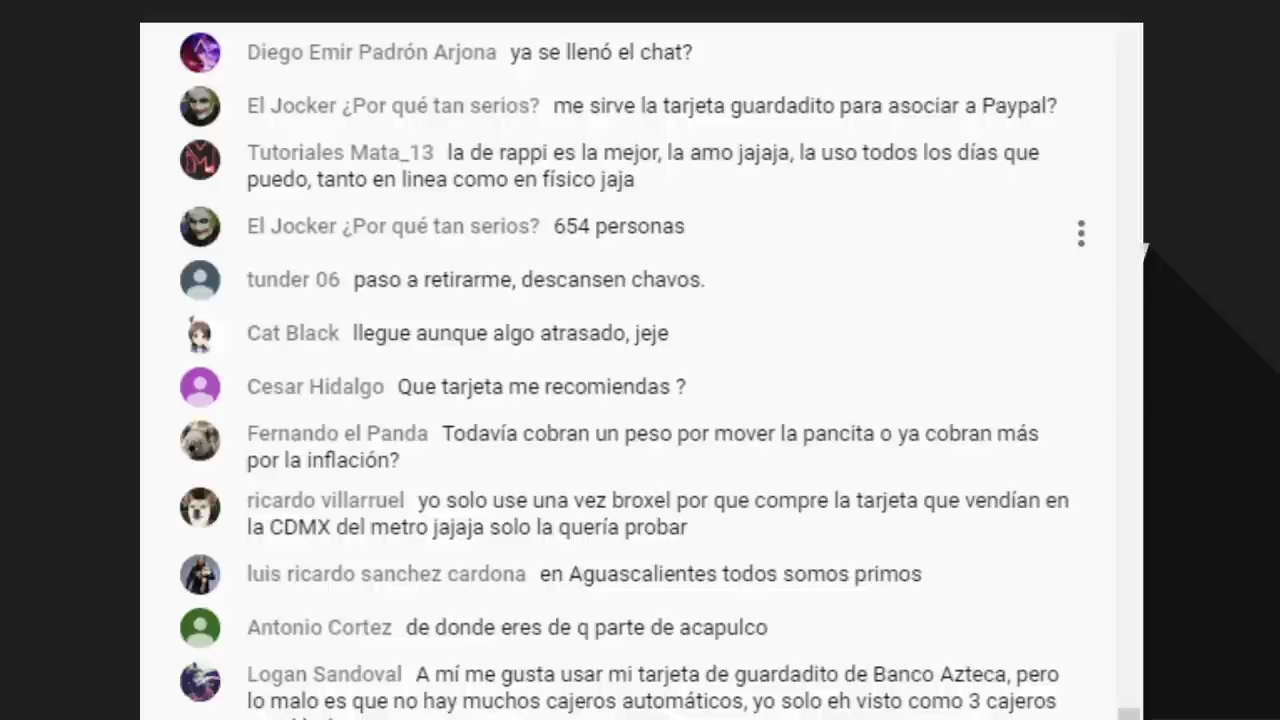 Diego Emir Padrón Arjona ya se llenó el chat?
El Jocker ¿Por qué tan serios? me sirve la tarjeta guardadito para asociar a Paypal?
Tutoriales Mata_13 la de rappi es la mejor, la amo jajaja, la uso todos los días que
puedo, tanto en linea como en físico jaja
El Jocker ¿Por qué tan serios? 654 personas
tunder 06 paso a retirarme, descansen chavos.
Cat Black llegue aunque algo atrasado, jeje
Cesar Hidalgo Que tarjeta me recomiendas ?
Fernando el Panda Todavía cobran un peso por mover la pancita o ya cobran más
por la inflación?
ricardo villarruel yo solo use una vez broxel por que compre la tarjeta que vendían en
la CDMX del metro jajaja solo la quería probar
luis ricardo sanchez cardona en Aguascalientes todos somos primos
Antonio Cortez de donde eres de q parte de acapulco
Logan Sandoval A mí me gusta usar mi tarjeta de guardadito de Banco Azteca, pero
lo malo es que no hay muchos cajeros automáticos, yo solo eh visto como 3 cajeros